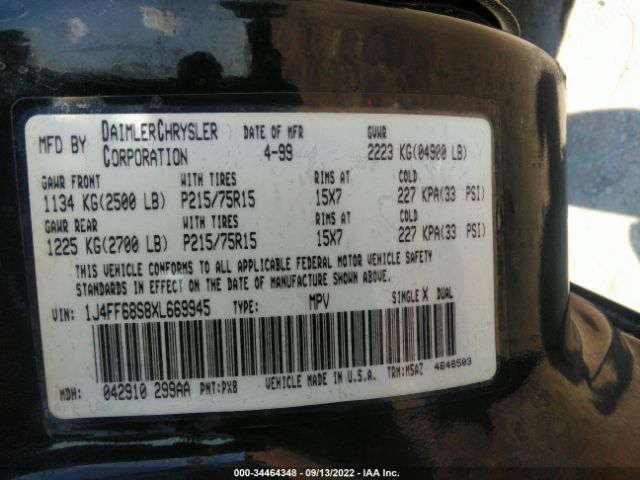 MFD BY DAIMLERCHRYSLER CORPORATION DATE OF MFR 4-99 GVWR 2223 KG(04900 LB)
GAWR FRONT WITH TIRES RIMS AT COLD
1134 KG(2500 LB) P215/75R15 15X7 227 KPA(33 PSI)
GAWR REAR WITH TIRES RIMS AT COLD
1225 KG(2700 LB) P215/75R15 15X7 227 KPA(33 PSI)
THIS VEHICLE CONFORMS TO ALL APPLICABLE FEDERAL MOTOR VEHICLE SAFETY
STANDARDS IN EFFECT ON THE DATE OF MANUFACTURE SHOWN ABOVE.
VIN: 1J4FF68S8XL669945 TYPE: MPV SINGLE X DUAL
MDH: 042910 299AA PNT:PX8 VEHICLE MADE IN U.S.A. TRM:MSAZ 4648503
000-34464348 - 09/13/2022 - IAA Inc.